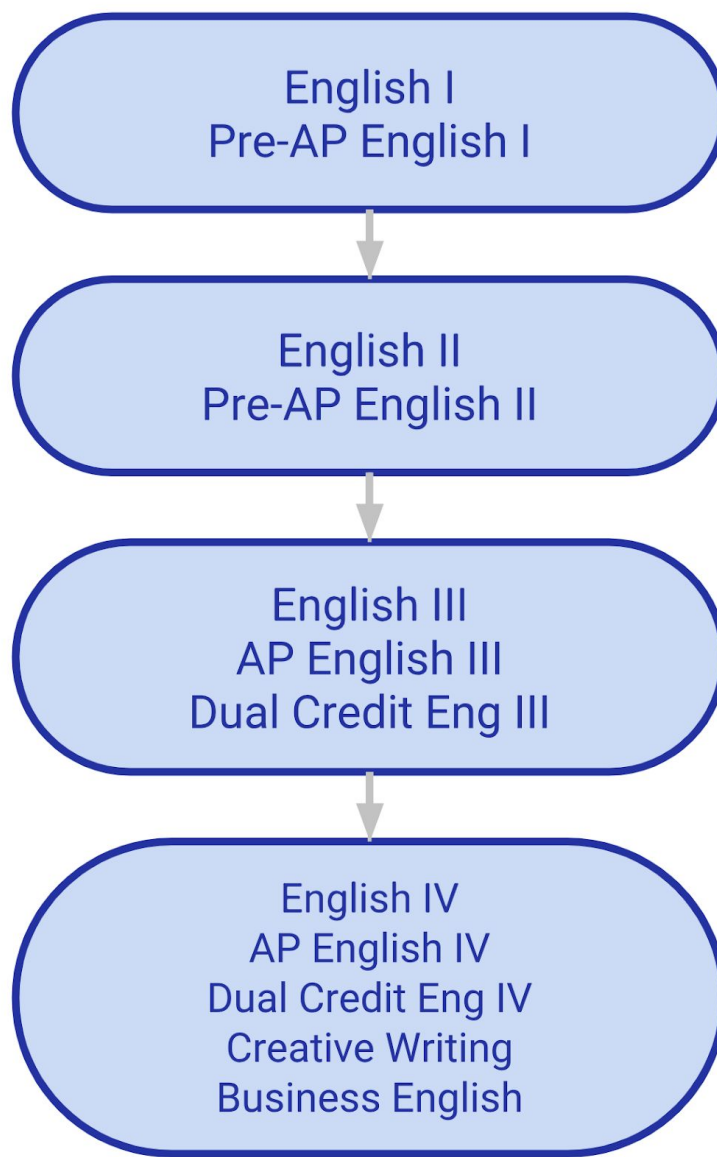 English I
Pre-AP English I
English II
Pre-AP English II
English III
AP English III
Dual Credit Eng III
English IV
AP English IV
Dual Credit Eng IV
Creative Writing
Business English